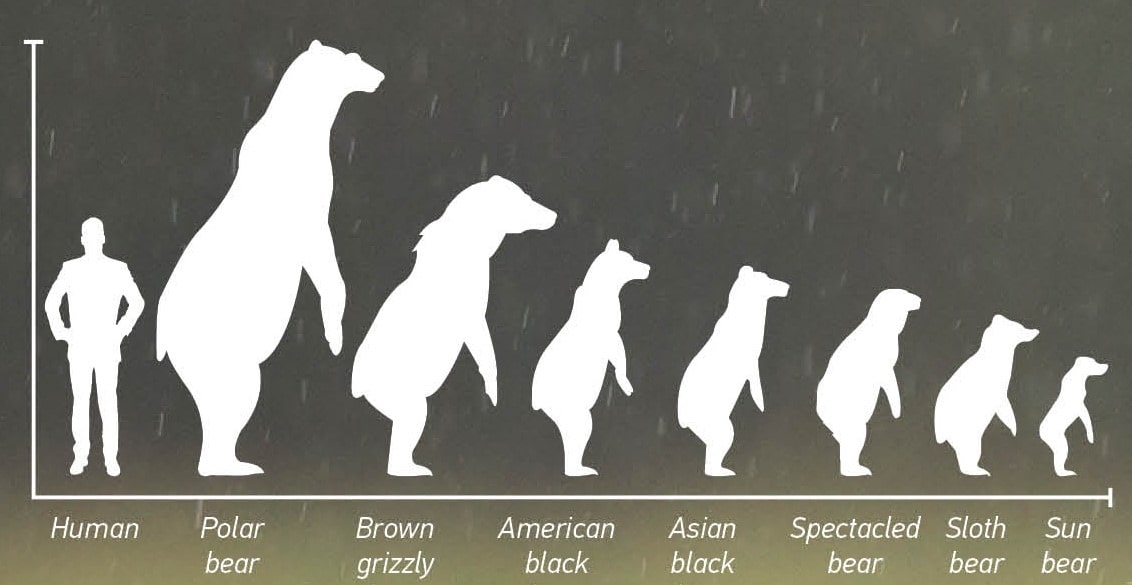 Human
Polar
bear
Brown
grizzly
American
black
Asian
black
Spectacled
bear
Sloth
bear
Sun
bear